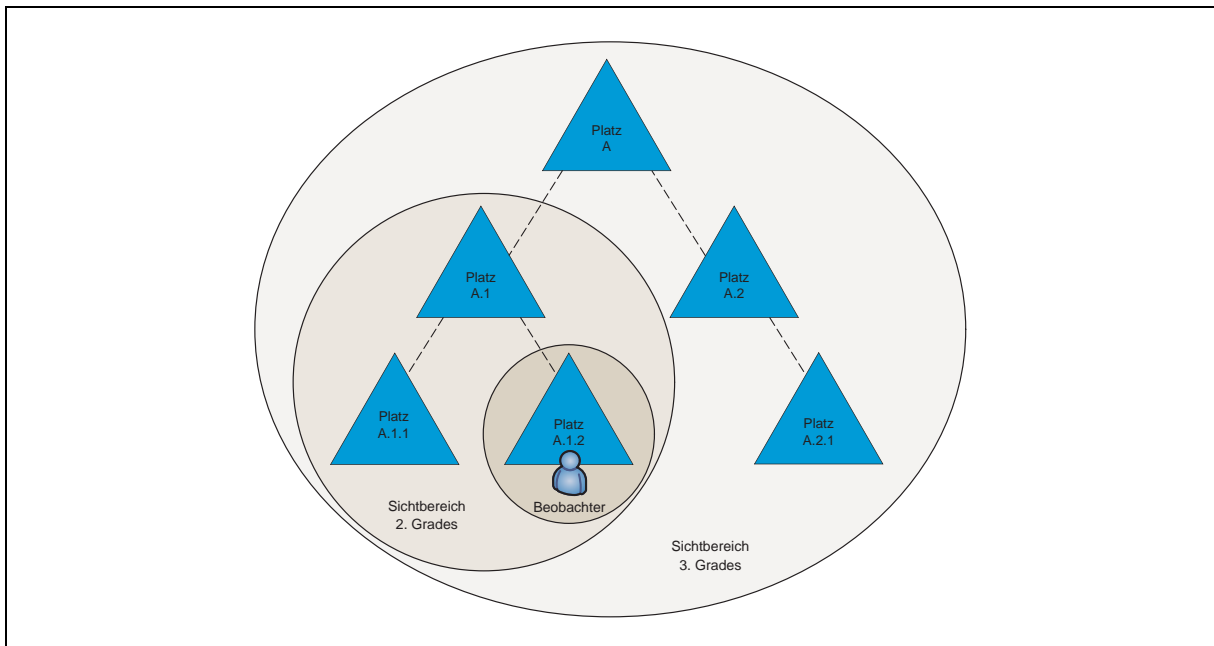 Platz
A
Platz
A.1
Platz
A.2
Platz
A.1.1
Platz
A.1.2
Platz
A.2.1
Beobachter
Sichtbereich
2. Grades
Sichtbereich
3. Grades